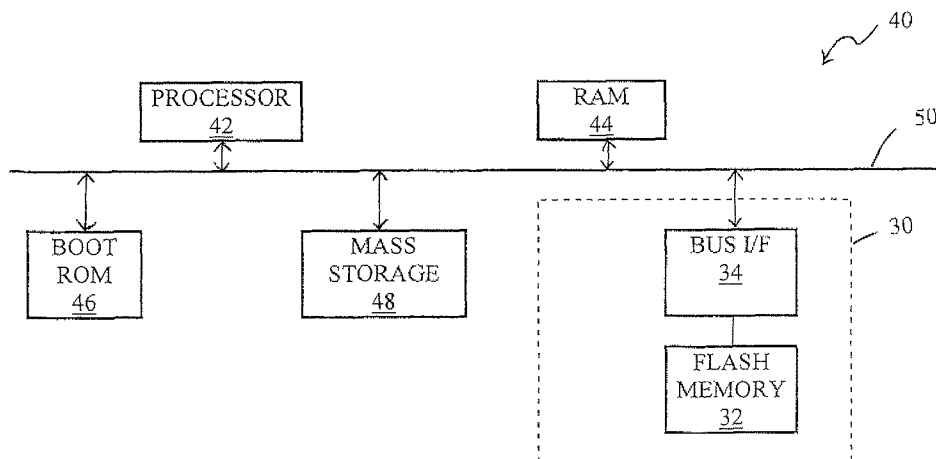 40
PROCESSOR
42
RAM
44
50
BOOT
ROM
46
MASS
STORAGE
48
BUS I/F
34
30
FLASH
MEMORY
32